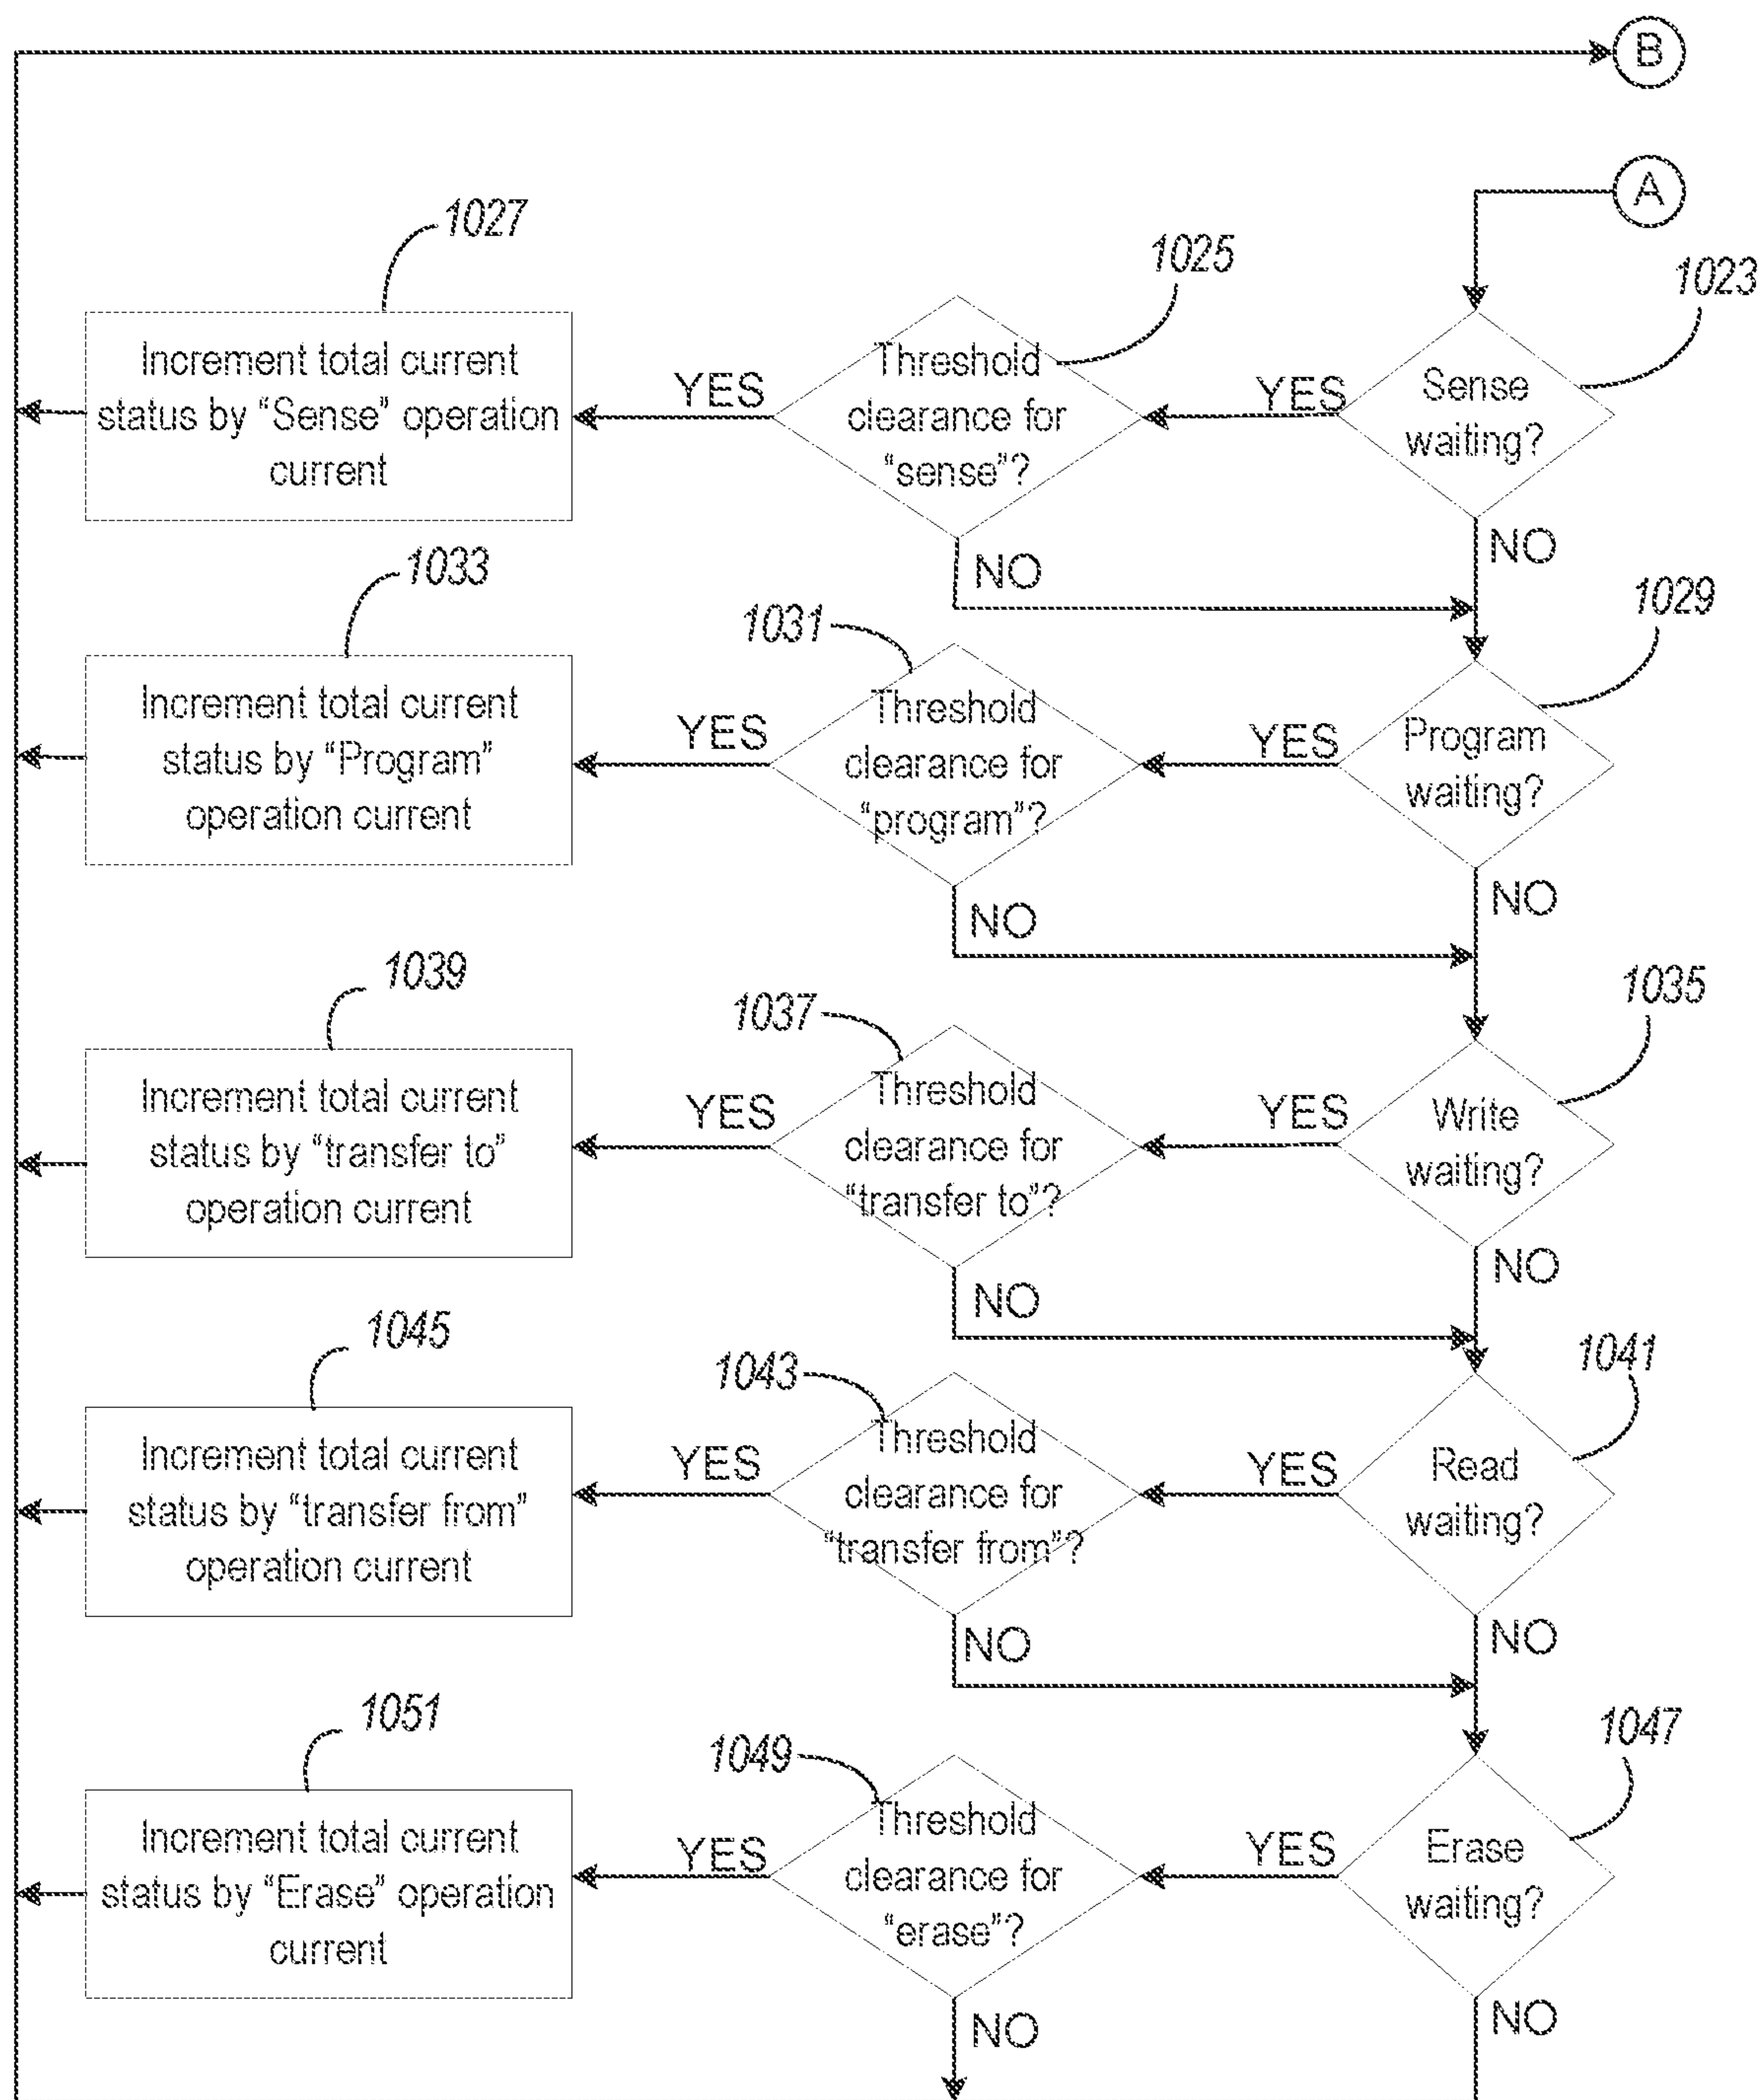 B
A
1027
1025
1023
Increment total current
status by “Sense” operation
current
YES
Threshold
clearance for
“sense”?
YES
Sense
waiting?
NO
NO
1033
1031
1029
Increment total current
status by “Program”
operation current
YES
Threshold
clearance for
“program”?
YES
Program
waiting?
NO
NO
1039
1037
1035
Increment total current
status by “transfer to”
operation current
YES
Threshold
clearance for
“transfer to”?
YES
Write
waiting?
NO
NO
1045
1043
1041
Increment total current
status by “transfer from”
operation current
YES
Threshold
clearance for
“transfer from”?
YES
Read
waiting?
NO
NO
1051
1049
1047
Increment total current
status by “Erase” operation
current
YES
Threshold
clearance for
“erase”?
YES
Erase
waiting?
NO
NO